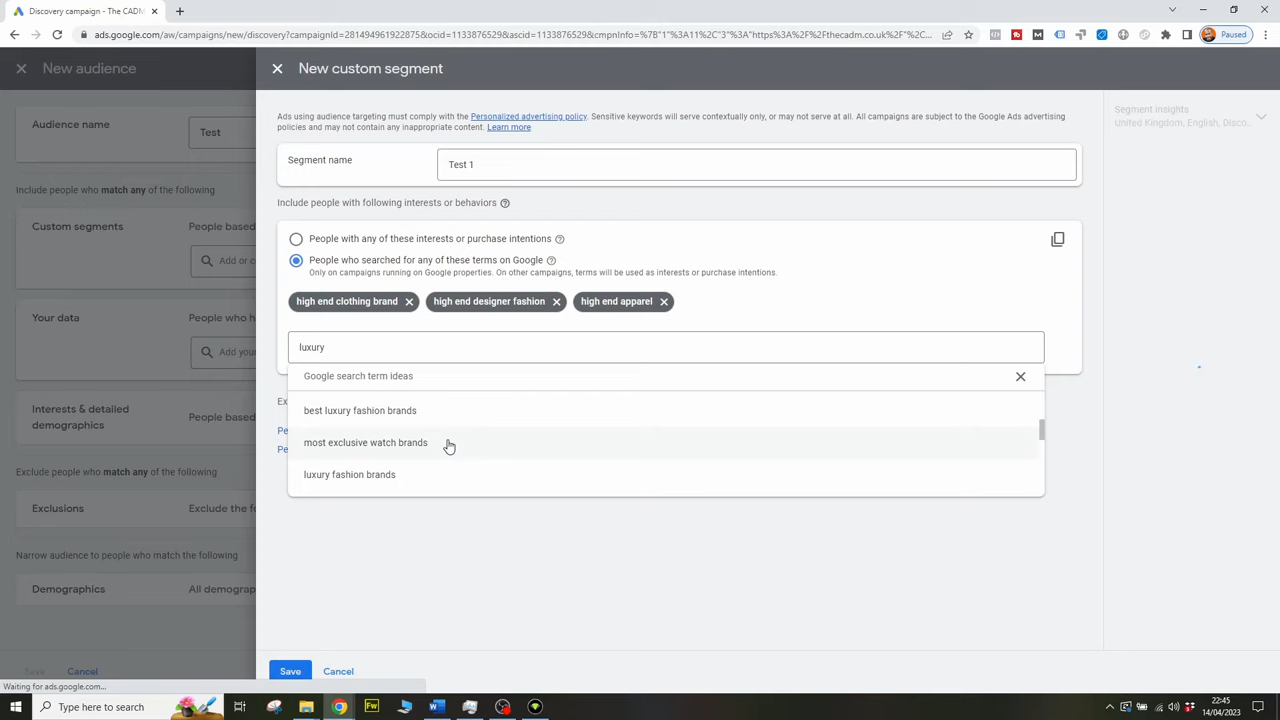 Discovery campaign - The CADM
ads.google.com/aw/campaigns/new/discovery?campaignId=281494961922875&ocid=1133876529&ascid=1133876529&cmpnInfo=%7B"1"%3A11%2C"3"%3A"https%3A%2F%2Fthecadm.co.uk%2F"%2C...
Paused
New audience
New custom segment
Ads using audience targeting must comply with the Personalized advertising policy. Sensitive keywords will serve contextually only, or may not serve at all. All campaigns are subject to the Google Ads advertising
policies and may not contain any inappropriate content. Learn more
Segment insights
United Kingdom, English, Disco...
Audience name
Test
Segment name
Test 1
Include people who match any of the following
Include people with following interests or behaviors
Custom segments
People based
Add or c
People with any of these interests or purchase intentions
People who searched for any of these terms on Google
Only on campaigns running on Google properties. On other campaigns, terms will be used as interests or purchase intentions.
high end clothing brand
high end designer fashion
high end apparel
Your data
People who h
Add your
luxury
Google search term ideas
best luxury fashion brands
most exclusive watch brands
luxury fashion brands
Interests & detailed
demographics
People based
Ex
Pe
Pe
Exclude people who match any of the following
Exclusions
Exclude the f
Narrow audience to people who match the following
Demographics
All demograp
Save
Cancel
Save
Cancel
Waiting for ads.google.com...
Type here to search
Fw
22:45
14/04/2023